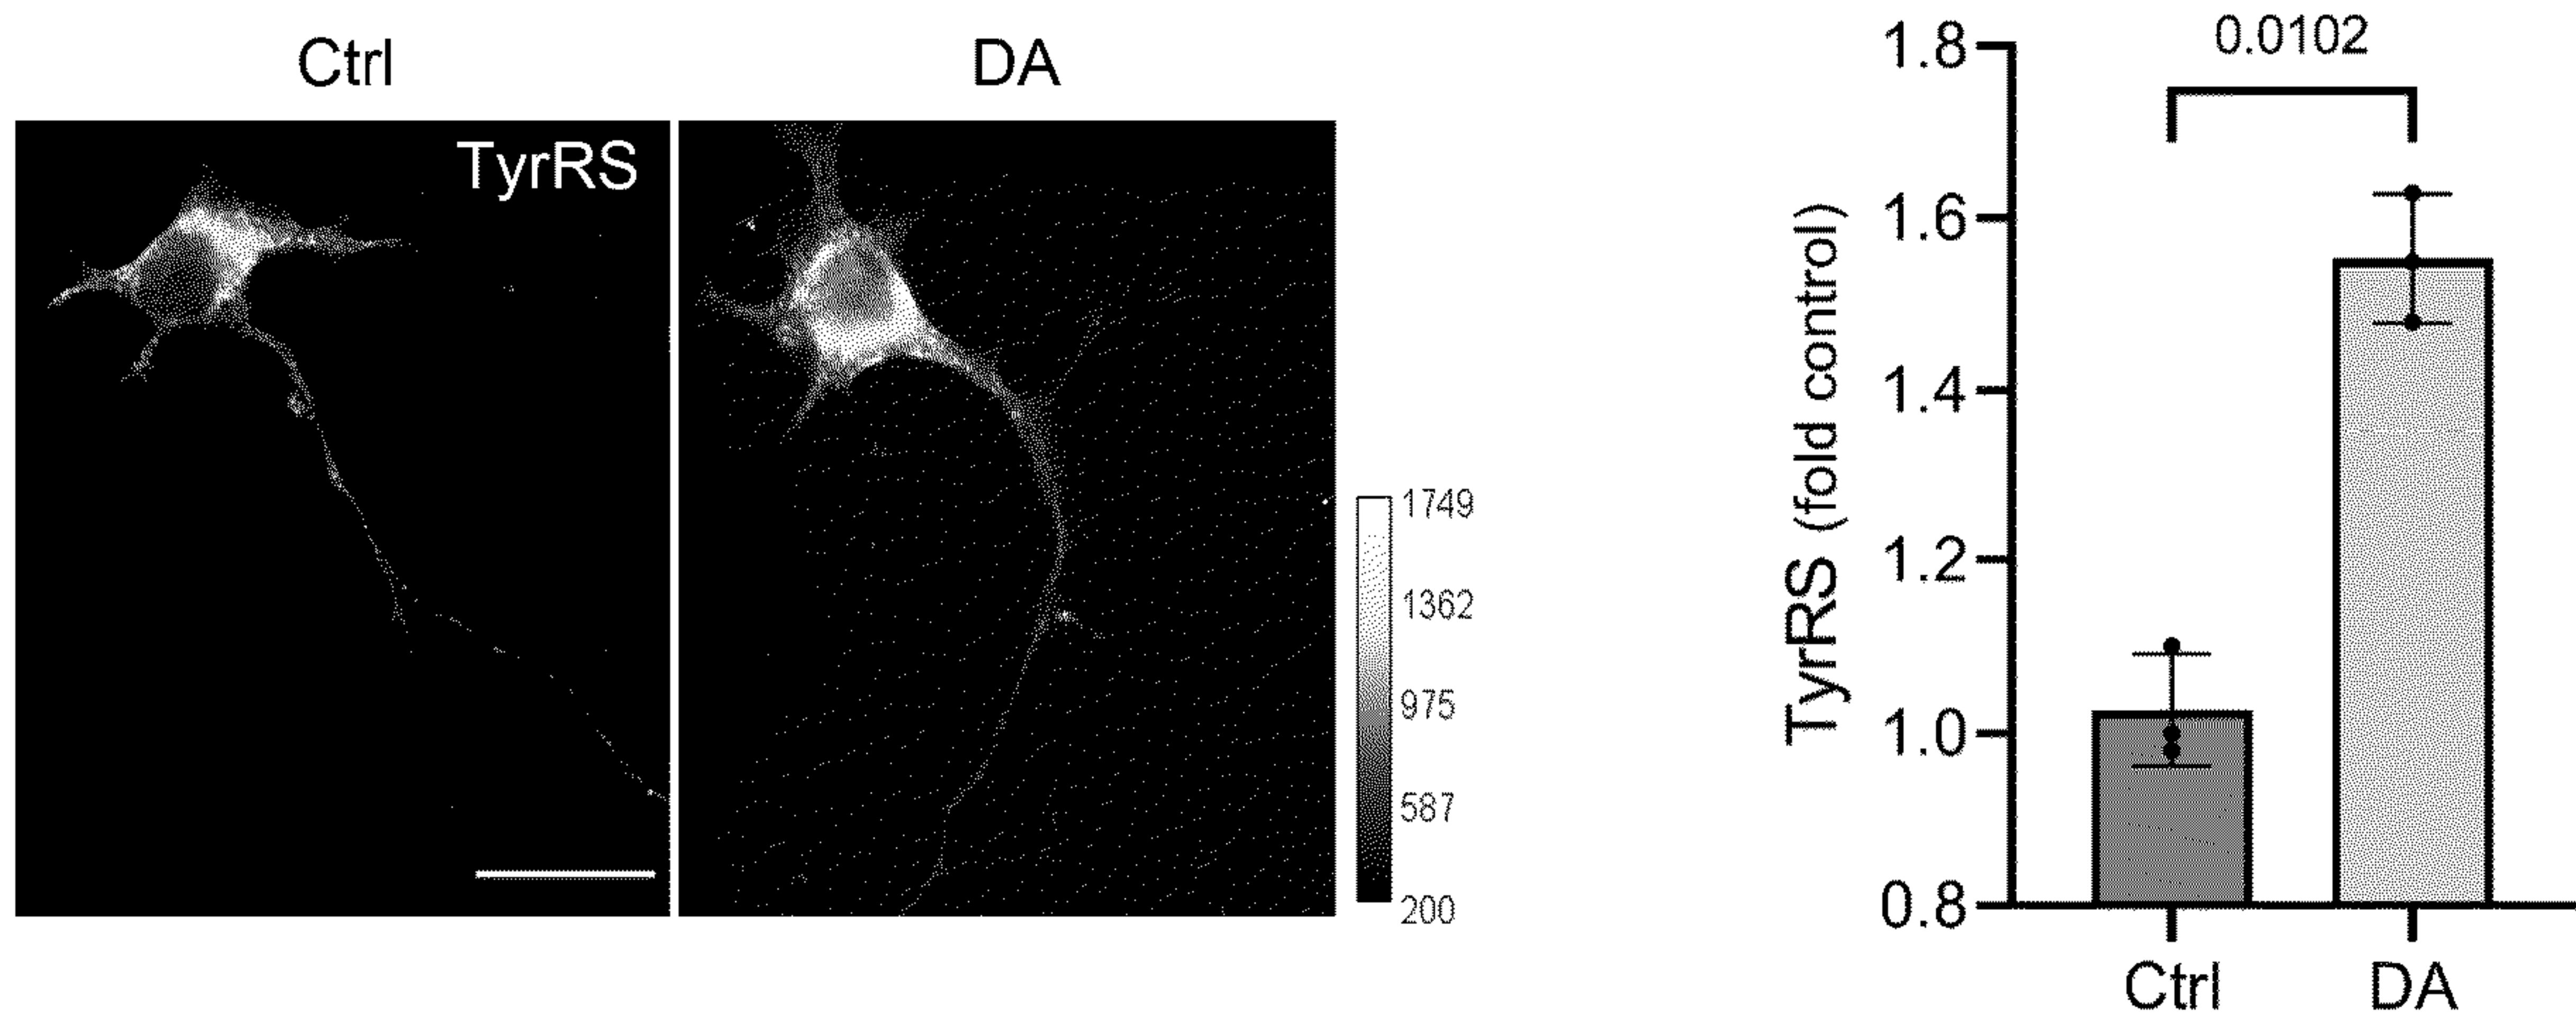 Ctrl
DA
TyrRS
1749
1362
975
587
200
TyrRS (fold control)
0.0102
1.8
1.6
1.4
1.2
1.0
0.8
Ctrl
DA